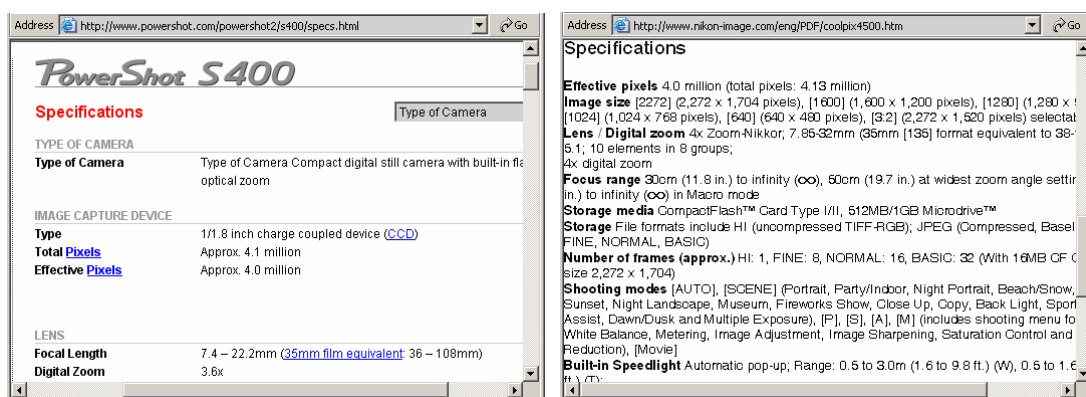 Address http://www.powershot.com/powershot2/s400/specs.html Go
PowerShot S400
Specifications Type of Camera
TYPE OF CAMERA
Type of Camera Type of Camera Compact digital still camera with built-in fla
optical zoom
IMAGE CAPTURE DEVICE
Type 1/1.8 inch charge coupled device (CCD)
Total Pixels Approx. 4.1 million
Effective Pixels Approx. 4.0 million
LENS
Focal Length 7.4 – 22.2mm (35mm film equivalent: 36 – 108mm)
Digital Zoom 3.6x
Address http://www.nikon-image.com/eng/PDF/coolpix4500.htm Go
Specifications
Effective pixels 4.0 million (total pixels: 4.13 million)
Image size [2272] (2,272 x 1,704 pixels), [1600] (1,600 x 1,200 pixels), [1280] (1,280 x
[1024] (1,024 x 768 pixels), [640] (640 x 480 pixels), [3:2] (2,272 x 1,520 pixels) selectab
Lens / Digital zoom 4x Zoom-Nikkor; 7.85-32mm (35mm [135] format equivalent to 38-
5.1; 10 elements in 8 groups;
4x digital zoom
Focus range 30cm (11.8 in.) to infinity (∞), 50cm (19.7 in.) at widest zoom angle settin
in.) to infinity (∞) in Macro mode
Storage media CompactFlash™ Card Type I/II, 512MB/1GB Microdrive™
Storage File formats include HI (uncompressed TIFF-RGB); JPEG (Compressed, Basel
FINE, NORMAL, BASIC)
Number of frames (approx.) HI: 1, FINE: 8, NORMAL: 16, BASIC: 32 (With 16MB CF C
size 2,272 x 1,704)
Shooting modes [AUTO], [SCENE] (Portrait, Party/Indoor, Night Portrait, Beach/Snow,
Sunset, Night Landscape, Museum, Fireworks Show, Close Up, Copy, Back Light, Sport
Assist, Dawn/Dusk and Multiple Exposure), [P], [S], [A], [M] (includes shooting menu fo
White Balance, Metering, Image Adjustment, Image Sharpening, Saturation Control and
Reduction), [Movie]
Built-in Speedlight Automatic pop-up; Range: 0.5 to 3.0m (1.6 to 9.8 ft.) (W), 0.5 to 1.6
ft.) (T);